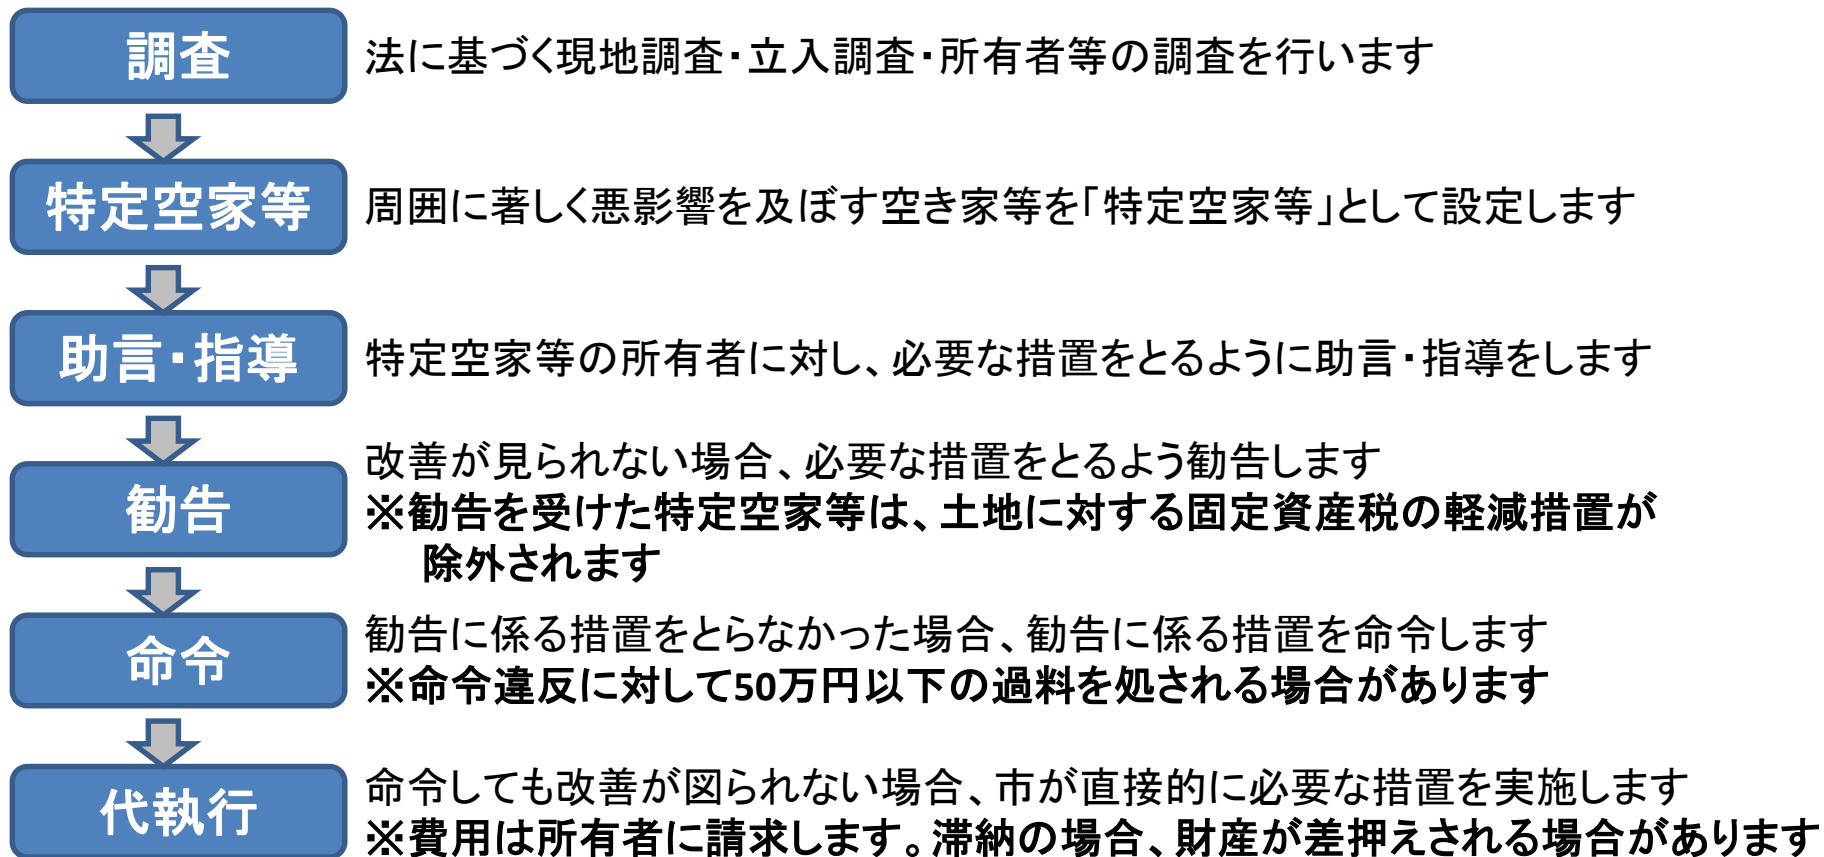 調査
法に基づく現地調査・立入調査・所有者等の調査を行います
特定空家等
周囲に著しく悪影響を及ぼす空き家等を「特定空家等」として設定します
助言・指導
特定空家等の所有者に対し、必要な措置をとるように助言・指導をします
勧告
改善が見られない場合、必要な措置をとるよう勧告します
※勧告を受けた特定空家等は、土地に対する固定資産税の軽減措置が
除外されます
命令
勧告に係る措置をとらなかった場合、勧告に係る措置を命令します
※命令違反に対して50万円以下の過料を処される場合があります
代執行
命令しても改善が図られない場合、市が直接的に必要な措置を実施します
※費用は所有者に請求します。滞納の場合、財産が差押えされる場合があります